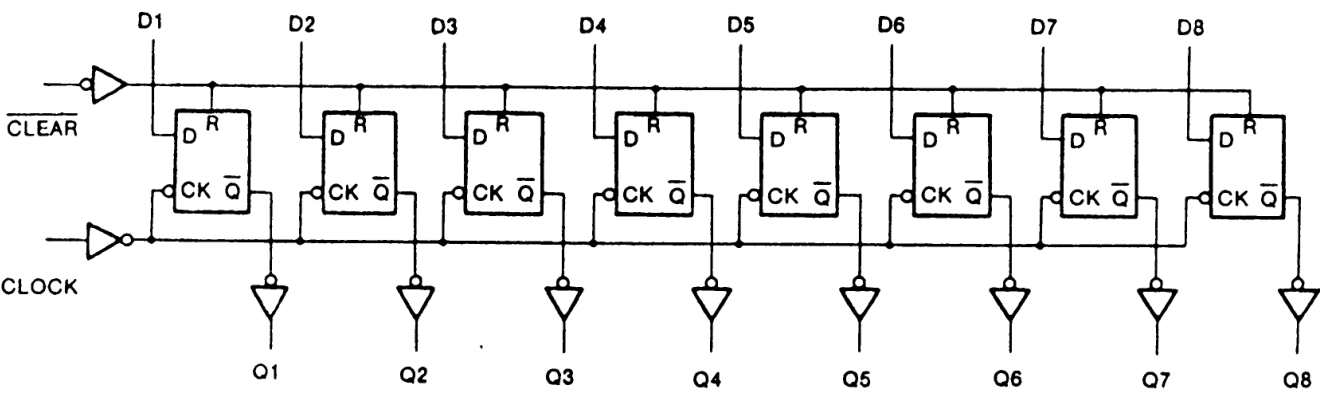 D1 D2 D3 D4 D5 D6 D7 D8
C̅L̅E̅A̅R̅
R R R R R R R R
D D D D D D D D
CK Q̅ CK Q̅ CK Q̅ CK Q̅ CK Q̅ CK Q̅ CK Q̅ CK Q̅
CLOCK
Q1 Q2 Q3 Q4 Q5 Q6 Q7 Q8